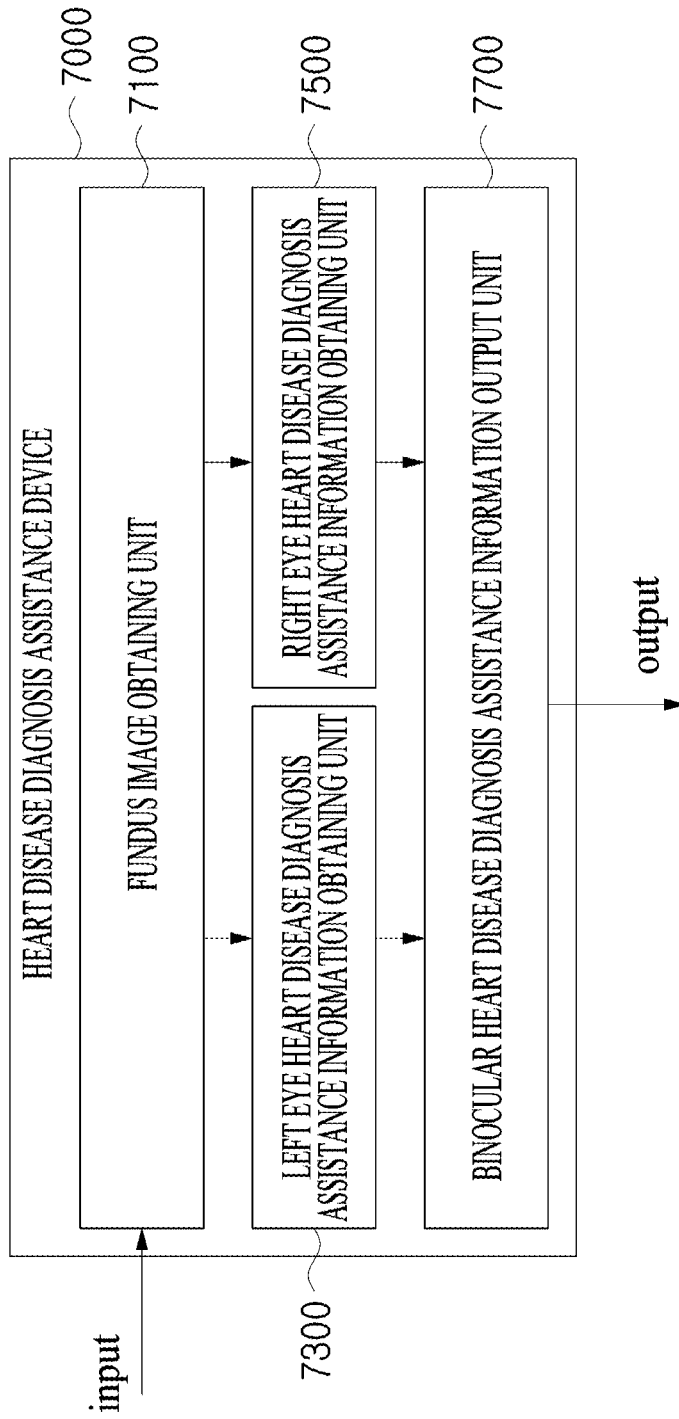 HEART DISEASE DIAGNOSIS ASSISTANCE DEVICE
7000
input
FUNDUS IMAGE OBTAINING UNIT
7100
7300
LEFT EYE HEART DISEASE DIAGNOSIS
ASSISTANCE INFORMATION OBTAINING UNIT
RIGHT EYE HEART DISEASE DIAGNOSIS
ASSISTANCE INFORMATION OBTAINING UNIT
7500
BINOCULAR HEART DISEASE DIAGNOSIS ASSISTANCE INFORMATION OUTPUT UNIT
7700
output